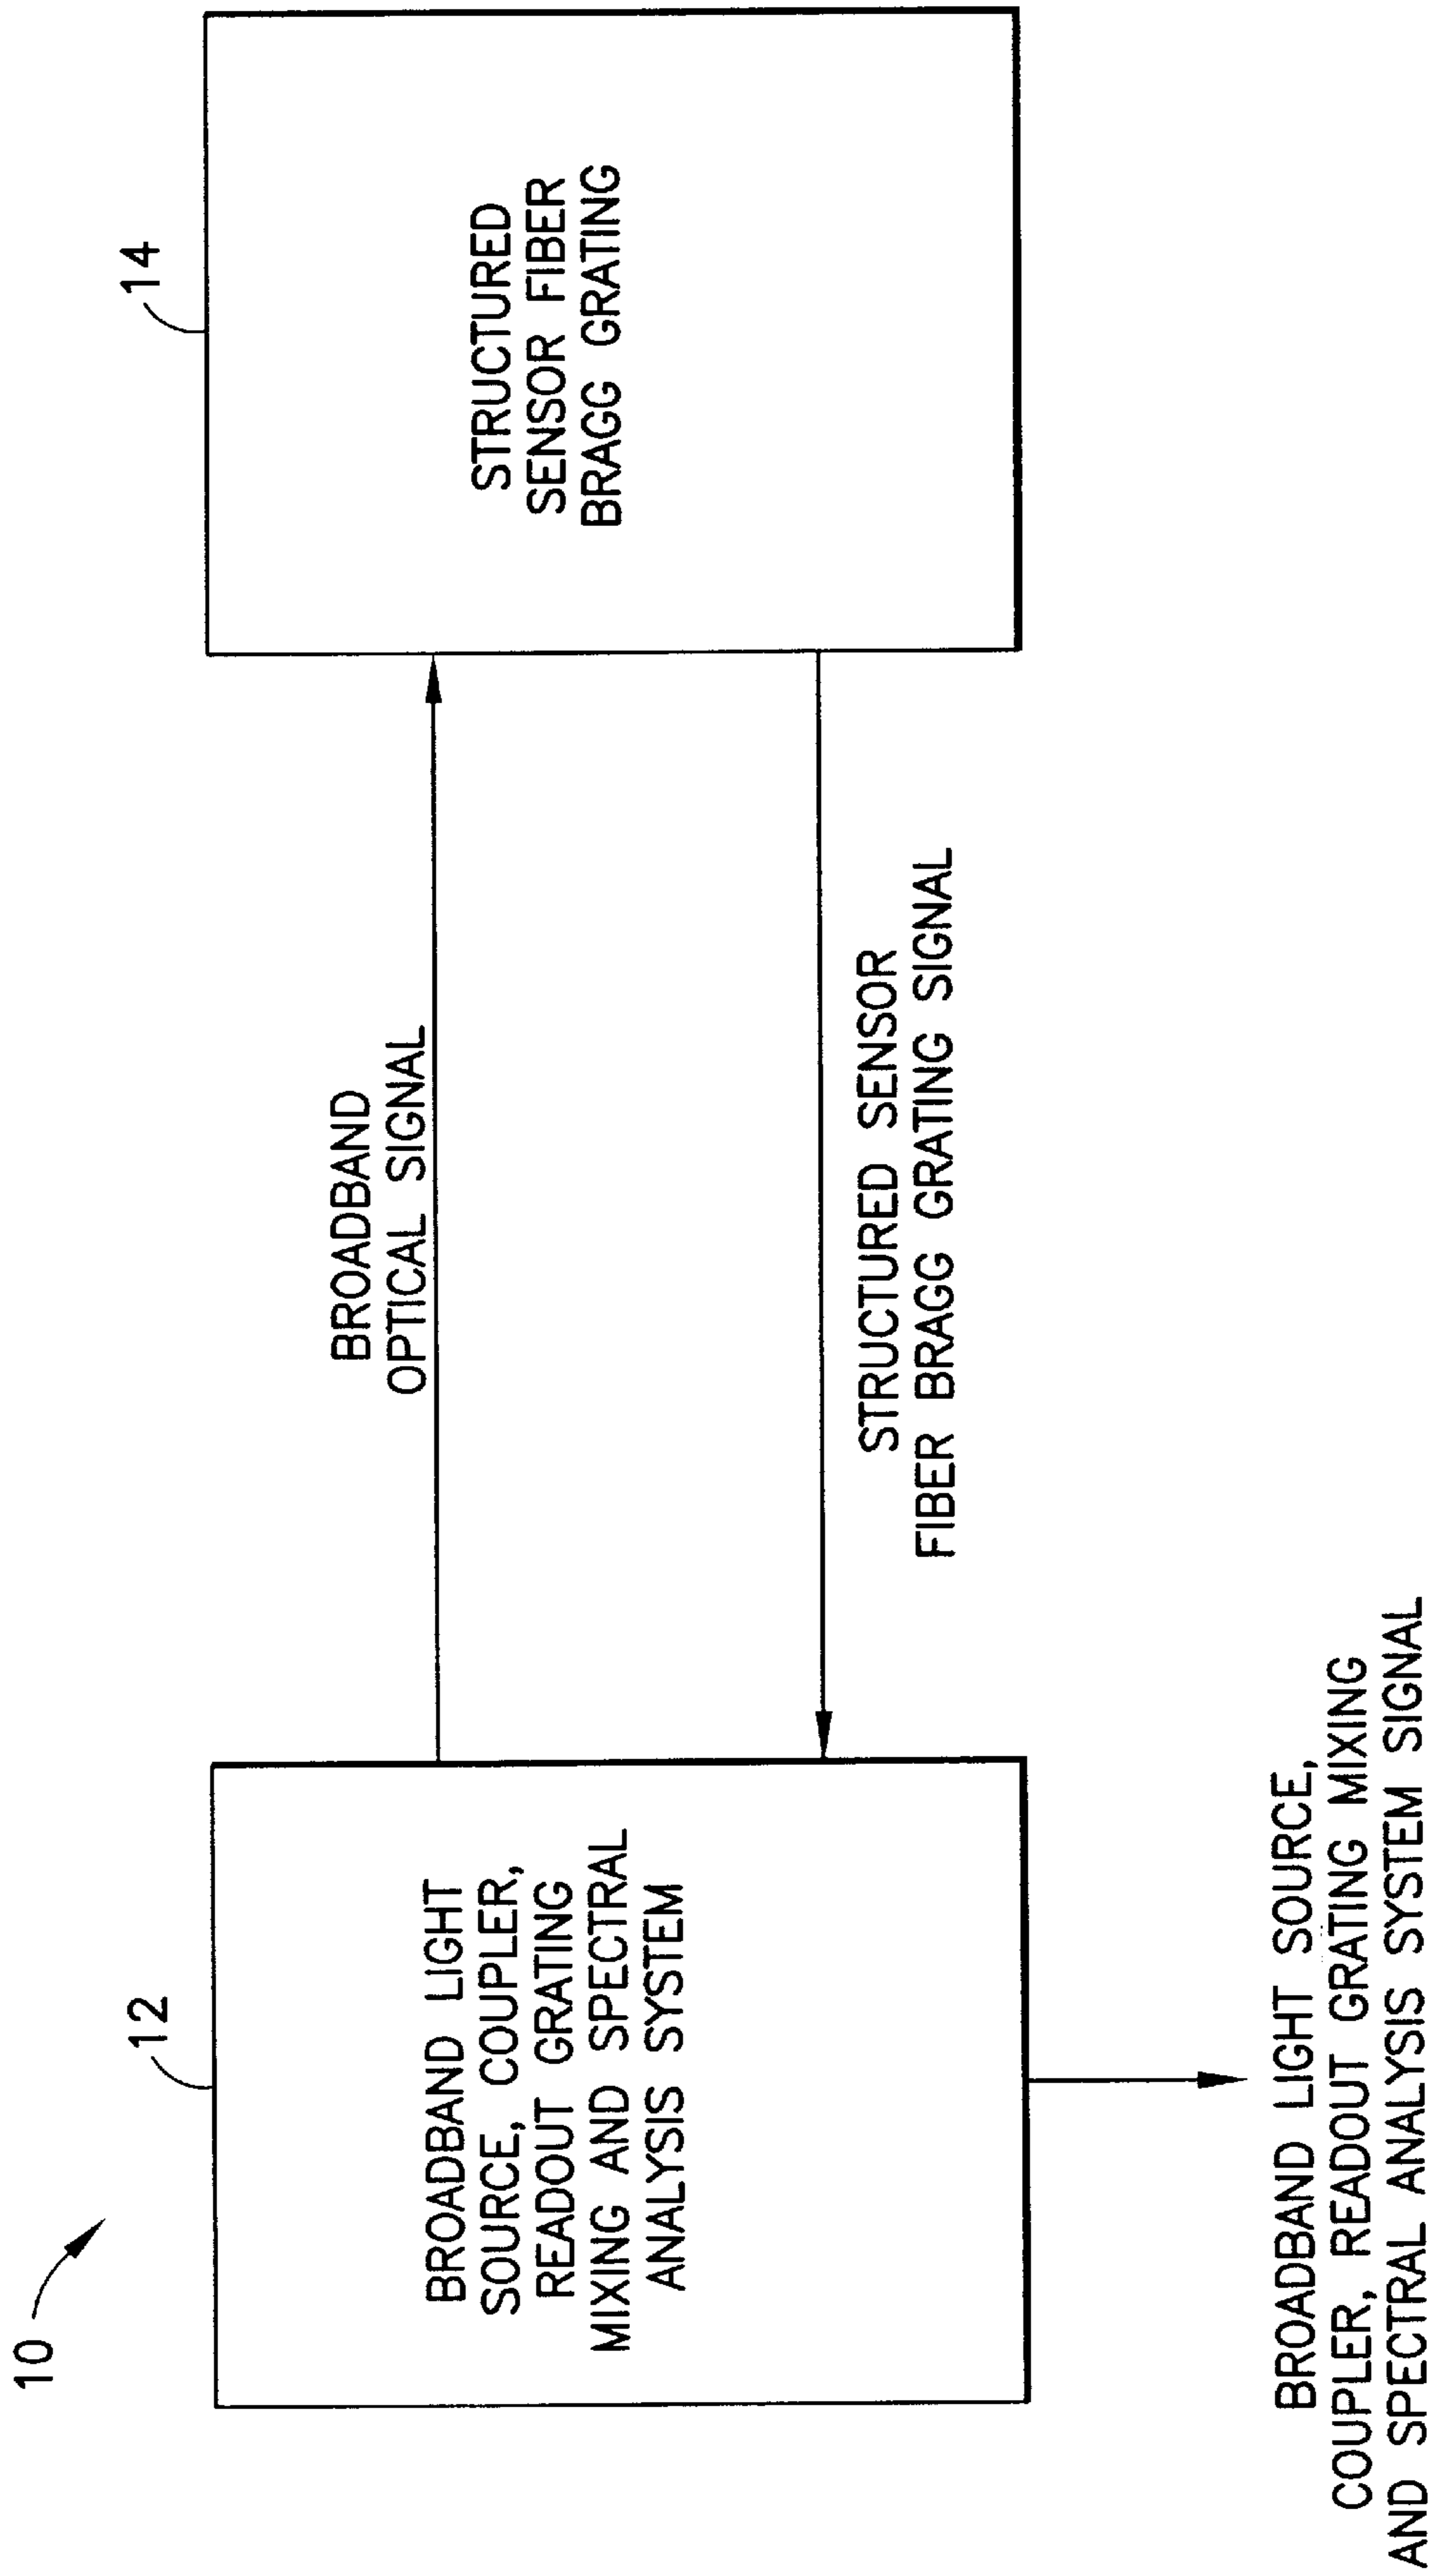 10
12
BROADBAND LIGHT
SOURCE, COUPLER,
READOUT GRATING
MIXING AND SPECTRAL
ANALYSIS SYSTEM
BROADBAND
OPTICAL SIGNAL
14
STRUCTURED
SENSOR FIBER
BRAGG GRATING
STRUCTURED SENSOR
FIBER BRAGG GRATING SIGNAL
BROADBAND LIGHT SOURCE,
COUPLER, READOUT GRATING MIXING
AND SPECTRAL ANALYSIS SYSTEM SIGNAL